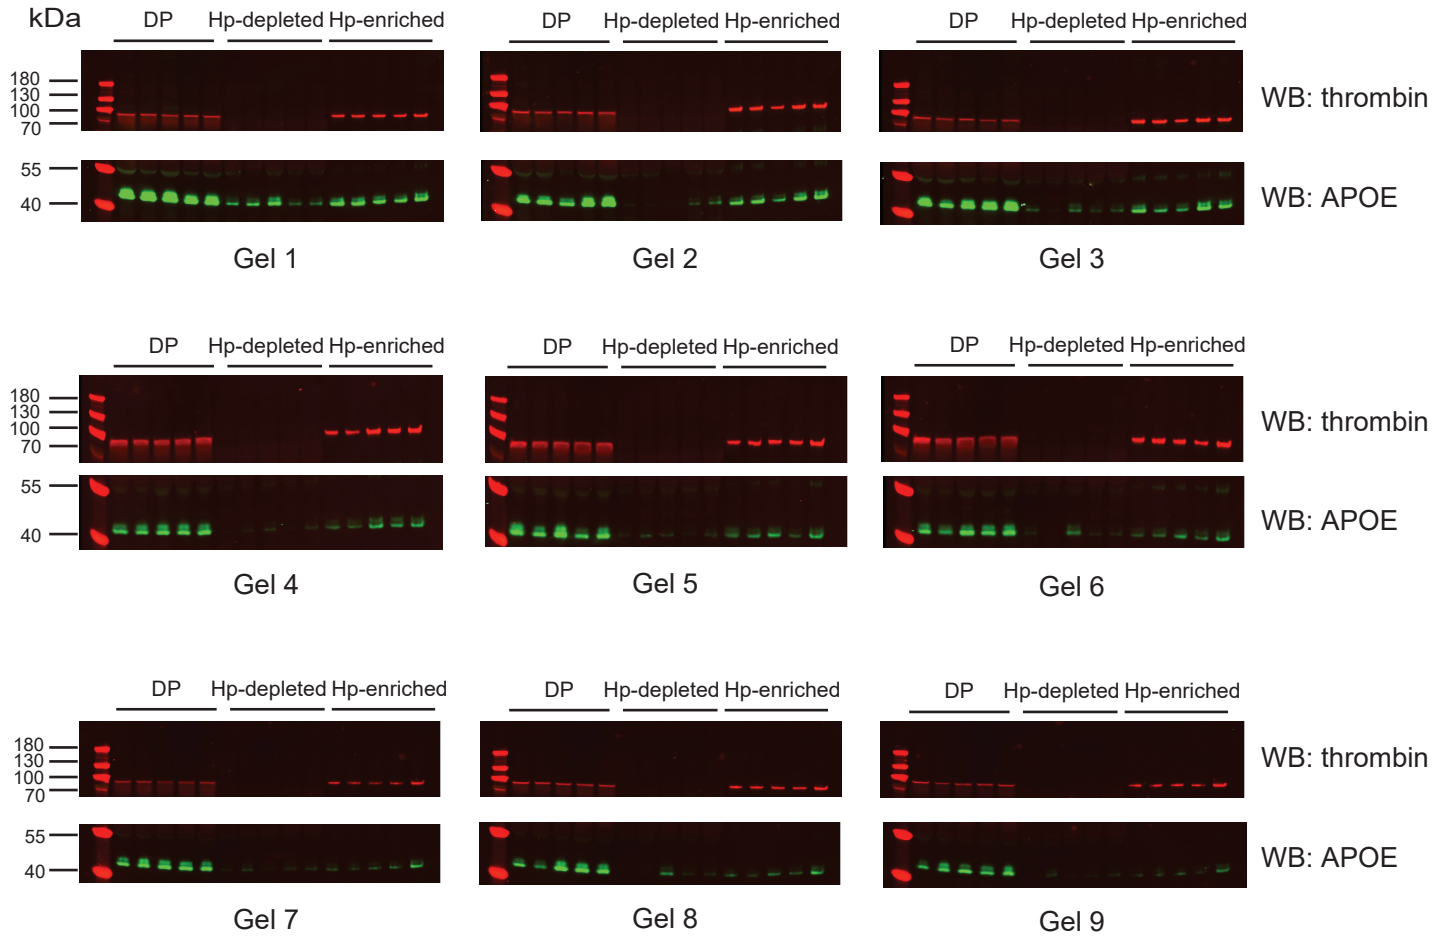 kDa DP Hp-depleted Hp-enriched DP Hp-depleted Hp-enriched DP Hp-depleted Hp-enriched
180
130
100
70
WB: thrombin
55
40
WB: APOE
Gel 1 Gel 2 Gel 3
DP Hp-depleted Hp-enriched DP Hp-depleted Hp-enriched DP Hp-depleted Hp-enriched
180
130
100
70
WB: thrombin
55
40
WB: APOE
Gel 4 Gel 5 Gel 6
DP Hp-depleted Hp-enriched DP Hp-depleted Hp-enriched DP Hp-depleted Hp-enriched
180
130
100
70
WB: thrombin
55
40
WB: APOE
Gel 7 Gel 8 Gel 9